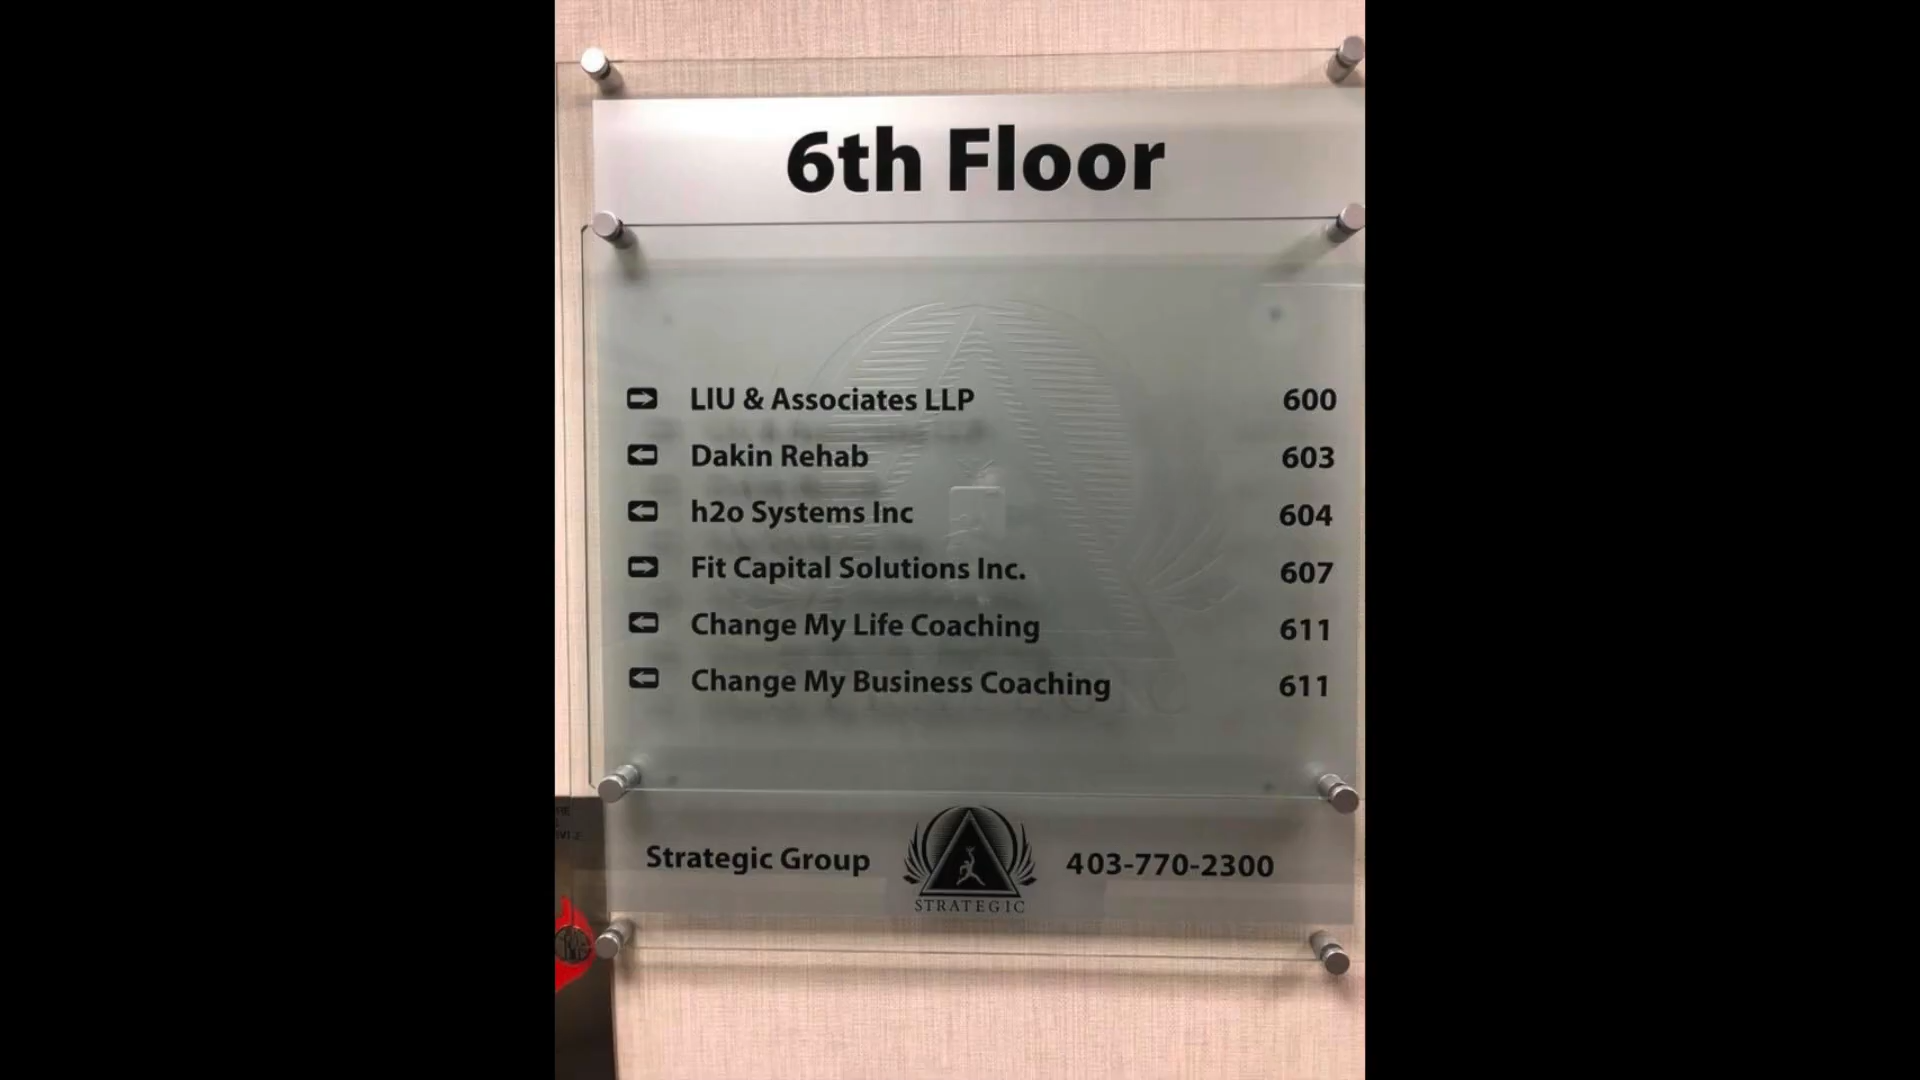 6th Floor
LIU & Associates LLP 600
Dakin Rehab 603
h2o Systems Inc 604
Fit Capital Solutions Inc. 607
Change My Life Coaching 611
Change My Business Coaching 611
Strategic Group 403-770-2300
STRATEGIC